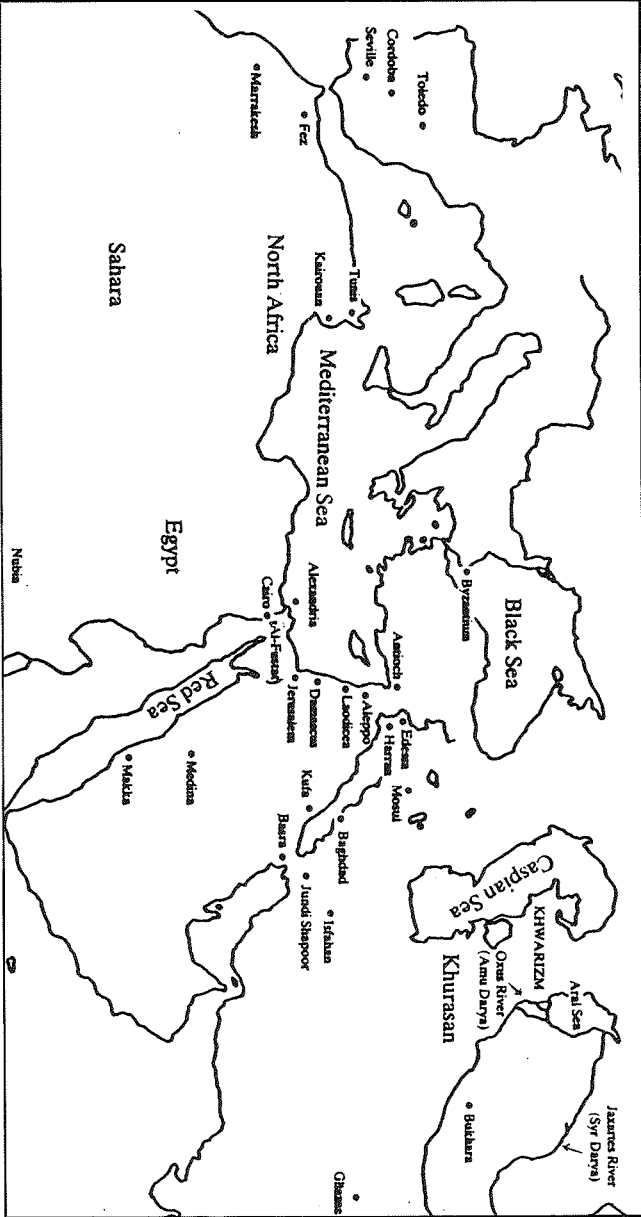 Toledo
Cordoba
Seville
Fez
Marrakesh
Tunis
Kairouan
North Africa
Sahara
Mediterranean Sea
Egypt
Nubia
Black Sea
Byzantium
Alexandria
Cairo
(Al-Fustat)
Red Sea
Antioch
Aleppo
Laodicea
Damascus
Jerusalem
Edessa
Harran
Mosul
Baghdad
Kufa
Basra
Medina
Makka
Jundi Shapoor
Isfahan
Caspian Sea
KHWARIZM
Aral Sea
Oxus River
(Amu Darya)
Khurasan
Jaxartes River
(Syr Darya)
Bukhara